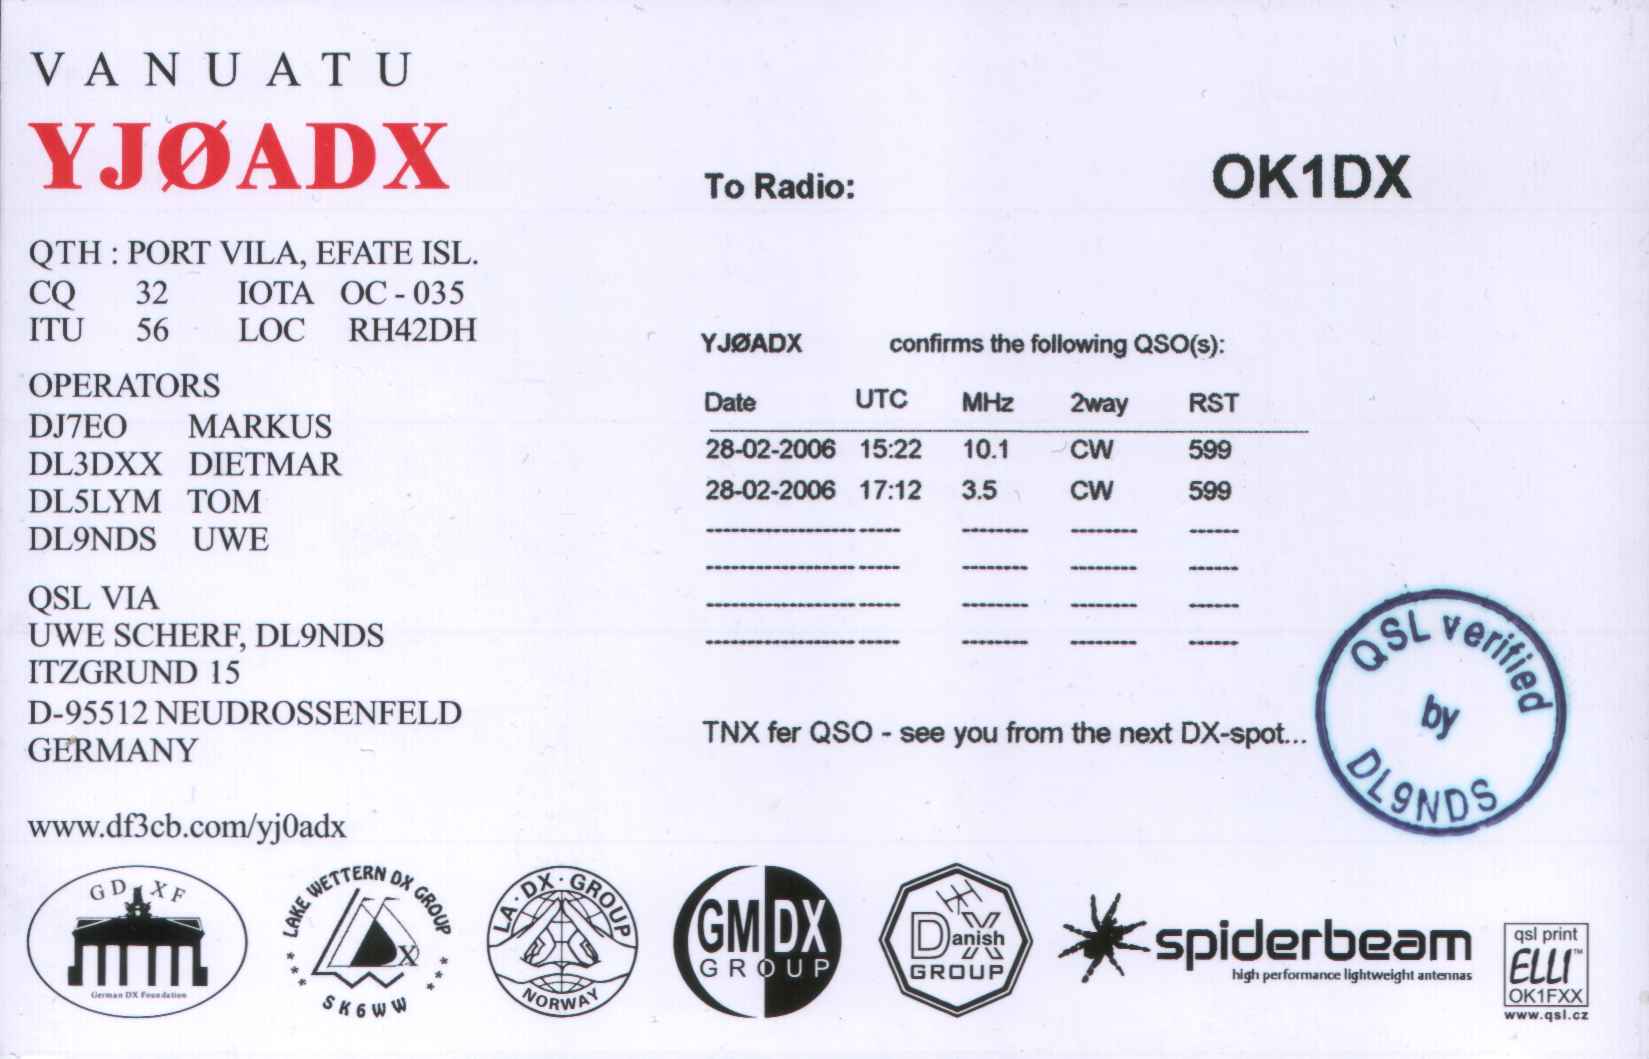 VANUATU
YJØADX
QTH : PORT VILA, EFATE ISL.
CQ 32 IOTA OC - 035
ITU 56 LOC RH42DH
OPERATORS
DJ7EO MARKUS
DL3DXX DIETMAR
DL5LYM TOM
DL9NDS UWE
QSL VIA
UWE SCHERF, DL9NDS
ITZGRUND 15
D-95512 NEUDROSSENFELD
GERMANY
www.df3cb.com/yj0adx
To Radio: OK1DX
YJØADX confirms the following QSO(s):
Date UTC MHz 2way RST
28-02-2006 15:22 10.1 CW 599
28-02-2006 17:12 3.5 CW 599
TNX fer QSO - see you from the next DX-spot...
QSL verified
by
DL9NDS
GDXF
German DX Foundation
LAKE WETTERN DX GROUP
DX
SK6WW
LA·DX·GROUP
NORWAY
GMDX
GROUP
DX
Danish
GROUP
spiderbeam
high performance lightweight antennas
qsl print
ELLI™
OK1FXX
www.qsl.cz